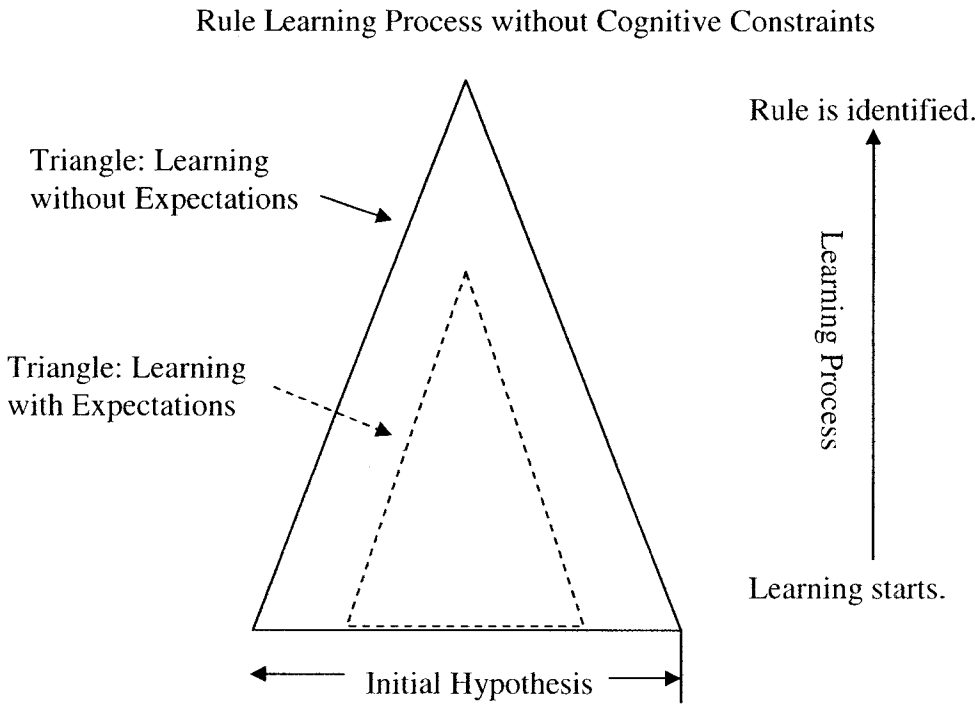 Rule Learning Process without Cognitive Constraints
Rule is identified.
Triangle: Learning
without Expectations
Learning Process
Triangle: Learning
with Expectations
Learning starts.
Initial Hypothesis